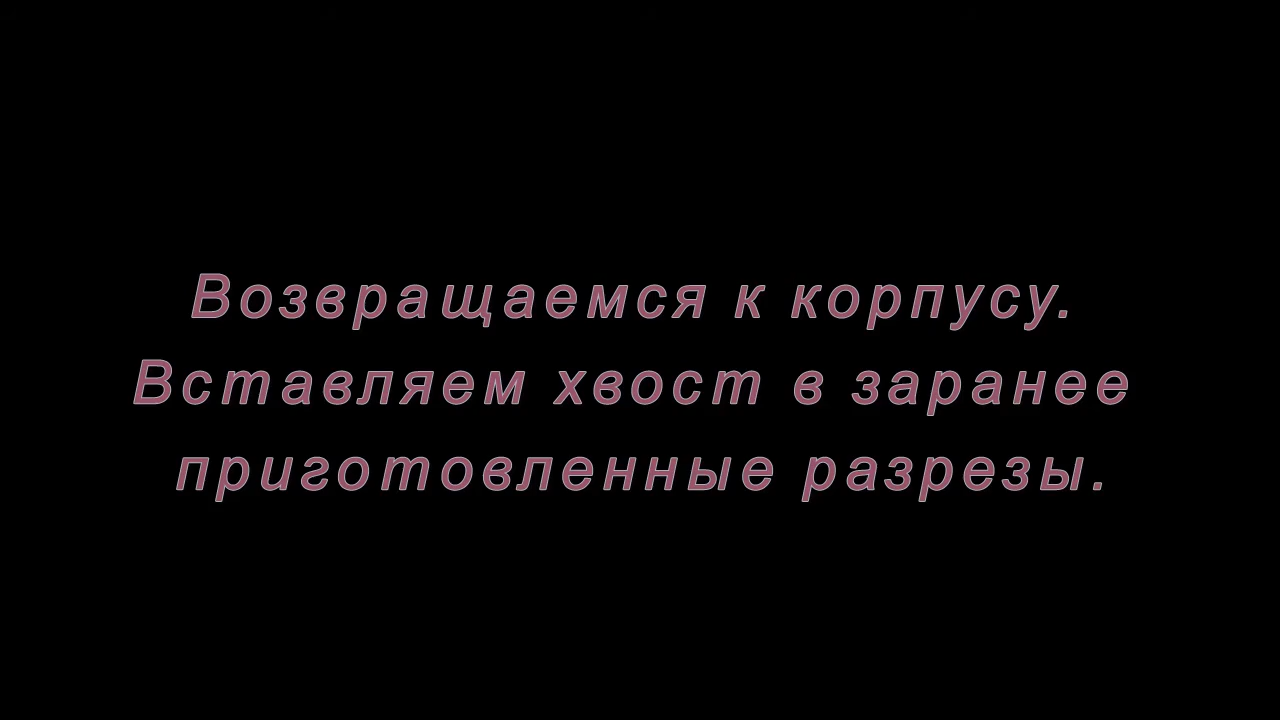 Возвращаемся к корпусу.
Вставляем хвост в заранее
приготовленные разрезы.